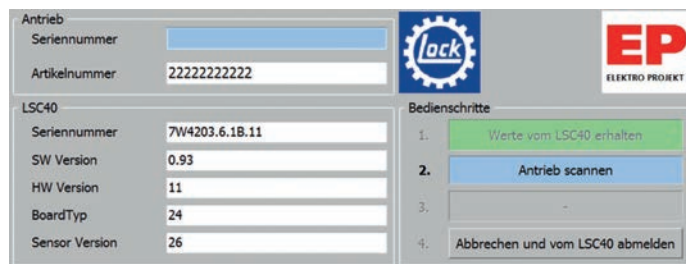 Antrieb
Seriennummer
Artikelnummer 22222222222
Lock
EP
ELEKTRO PROJEKT
LSC40
Seriennummer 7W4203.6.1B.11
SW Version 0.93
HW Version 11
BoardTyp 24
Sensor Version 26
Bedienschritte
1. Werte vom LSC40 erhalten
2. Antrieb scannen
3. -
4. Abbrechen und vom LSC40 abmelden